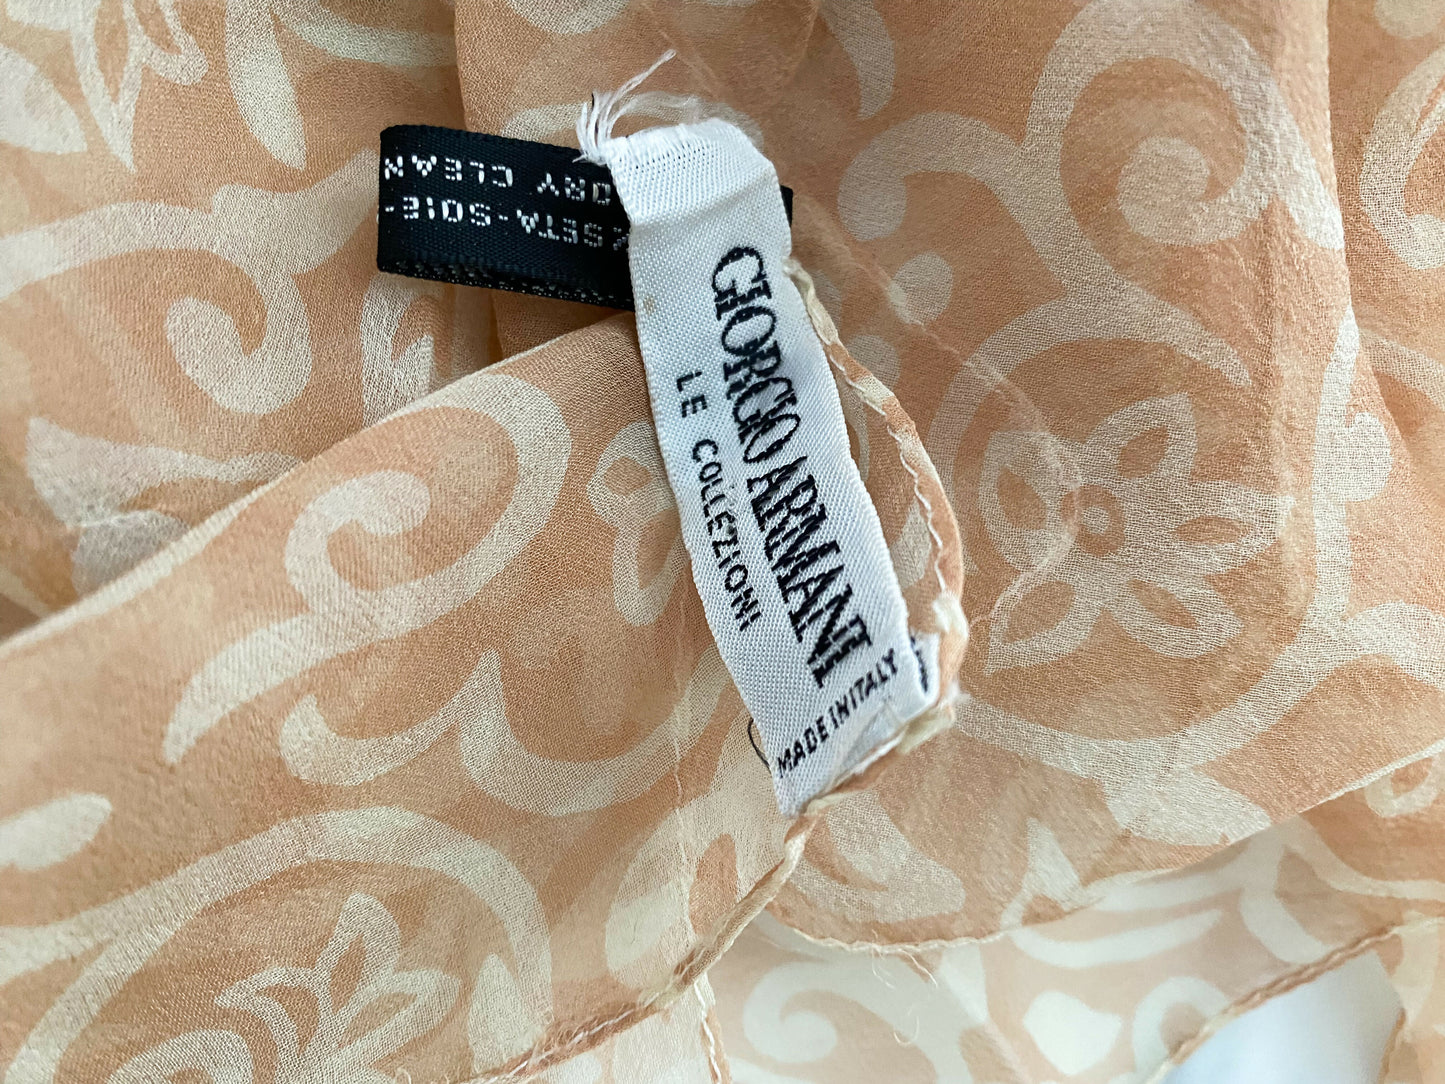 GIORGIO ARMANI
LE COLLEZIONI
MADE IN ITALY
% SETA-SOIE-
DRY CLEAN